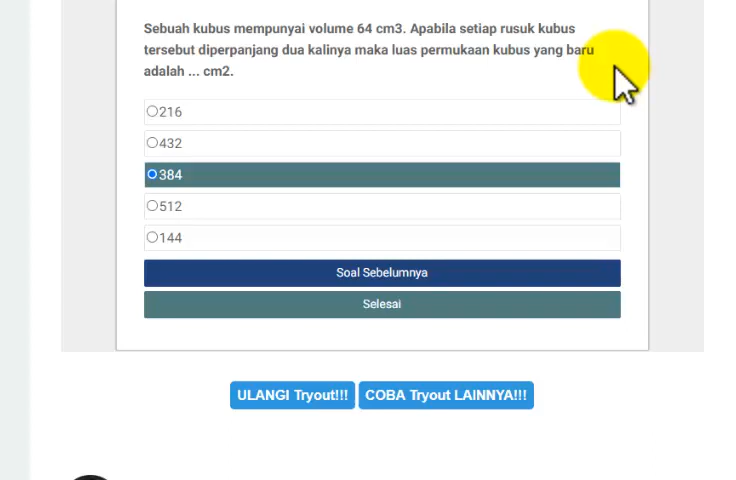 Sebuah kubus mempunyai volume 64 cm3. Apabila setiap rusuk kubus
tersebut diperpanjang dua kalinya maka luas permukaan kubus yang baru
adalah ... cm2.
216
432
384
512
144
Soal Sebelumnya
Selesai
ULANGI Tryout!!! COBA Tryout LAINNYA!!!